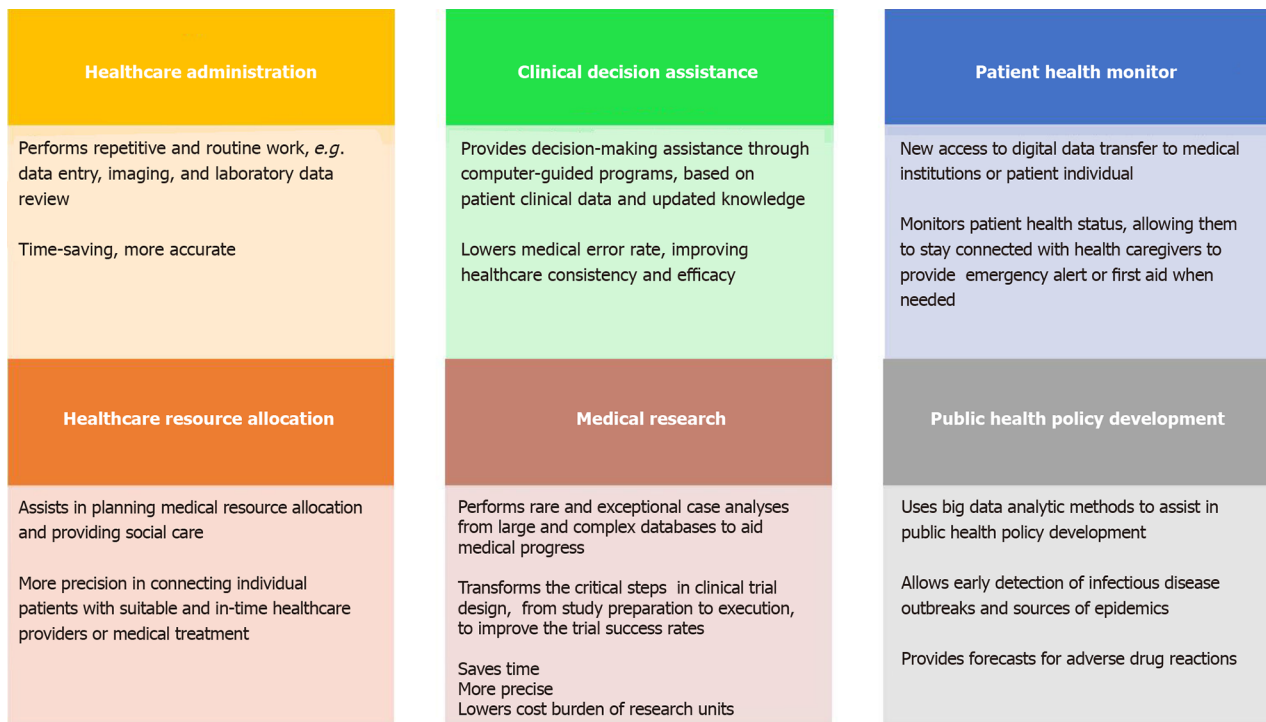 Healthcare administration
Performs repetitive and routine work, e.g.
data entry, imaging, and laboratory data
review
Time-saving, more accurate
Clinical decision assistance
Provides decision-making assistance through
computer-guided programs, based on
patient clinical data and updated knowledge
Lowers medical error rate, improving
healthcare consistency and efficacy
Patient health monitor
New access to digital data transfer to medical
institutions or patient individual
Monitors patient health status, allowing them
to stay connected with health caregivers to
provide emergency alert or first aid when
needed
Healthcare resource allocation
Assists in planning medical resource allocation
and providing social care
More precision in connecting individual
patients with suitable and in-time healthcare
providers or medical treatment
Medical research
Performs rare and exceptional case analyses
from large and complex databases to aid
medical progress
Transforms the critical steps in clinical trial
design, from study preparation to execution,
to improve the trial success rates
Saves time
More precise
Lowers cost burden of research units
Public health policy development
Uses big data analytic methods to assist in
public health policy development
Allows early detection of infectious disease
outbreaks and sources of epidemics
Provides forecasts for adverse drug reactions